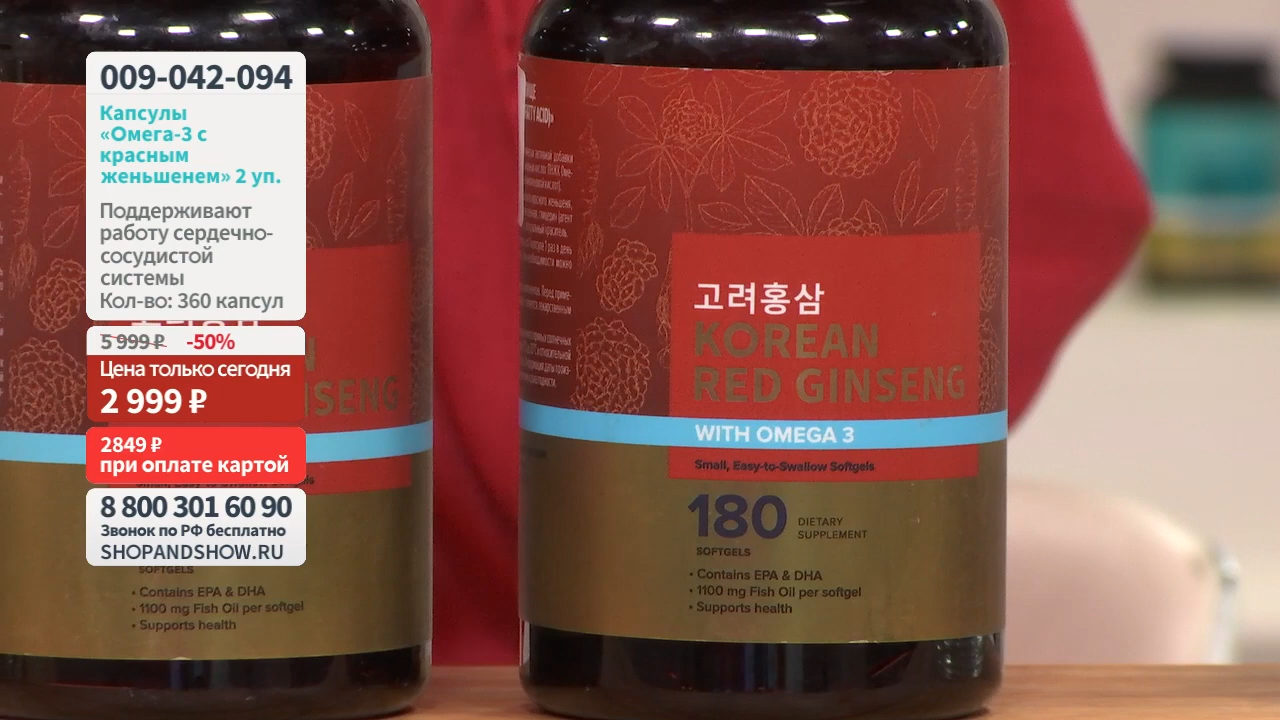 009-042-094
Капсулы
«Омега-3 с
красным
женьшенем» 2 уп.
Поддерживают
работу сердечно-
сосудистой
системы
Кол-во: 360 капсул
5 999 ₽ -50%
Цена только сегодня
2 999 ₽
2849 ₽
при оплате картой
8 800 301 60 90
Звонок по РФ бесплатно
SHOPANDSHOW.RU
SOFTGELS
• Contains EPA & DHA
• 1100 mg Fish Oil per softgel
• Supports health
고려홍삼
KOREAN
RED GINSENG
WITH OMEGA 3
Small, Easy-to-Swallow Softgels
180 DIETARY
SUPPLEMENT
SOFTGELS
• Contains EPA & DHA
• 1100 mg Fish Oil per softgel
• Supports health